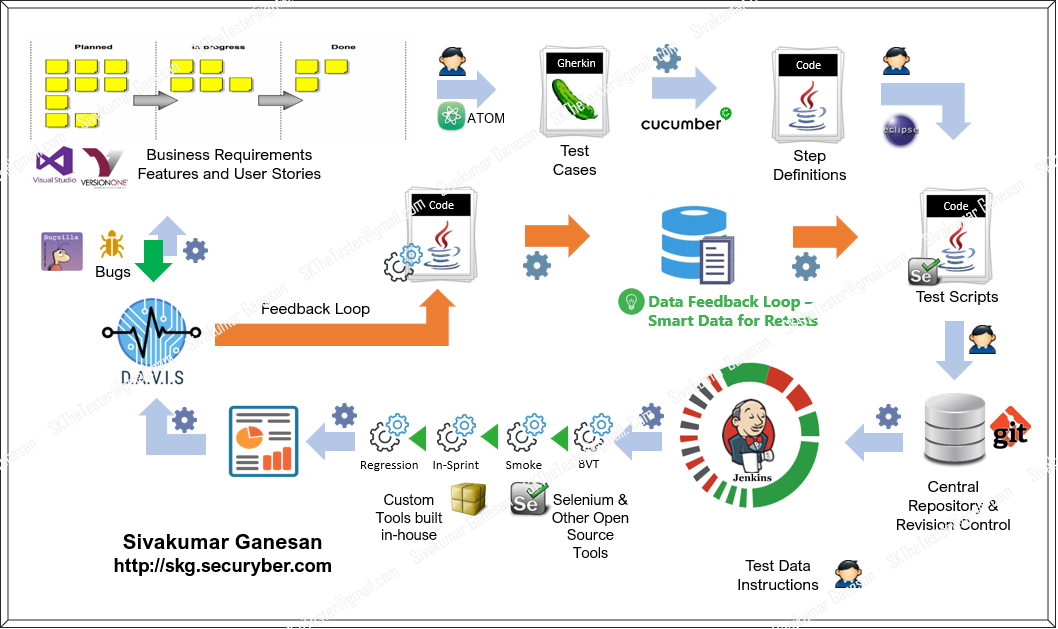 Planned
In progress
Done
Gherkin
Code
ATOM
cucumber
eclipse
Visual Studio
VERSIONONE
Business Requirements
Features and User Stories
Test
Cases
Step
Definitions
Bugzilla
Bugs
Code
Code
Se
Test Scripts
Data Feedback Loop –
Smart Data for Retests
Feedback Loop
D.A.V.I.S
Jenkins
git
Regression
In-Sprint
Smoke
BVT
Custom
Tools built
in-house
Se
Selenium &
Other Open
Source
Tools
Central
Repository &
Revision Control
Sivakumar Ganesan
http://skg.securyber.com
Test Data
Instructions
Sivakumar Ganesan
SKTheTester@gmail.com